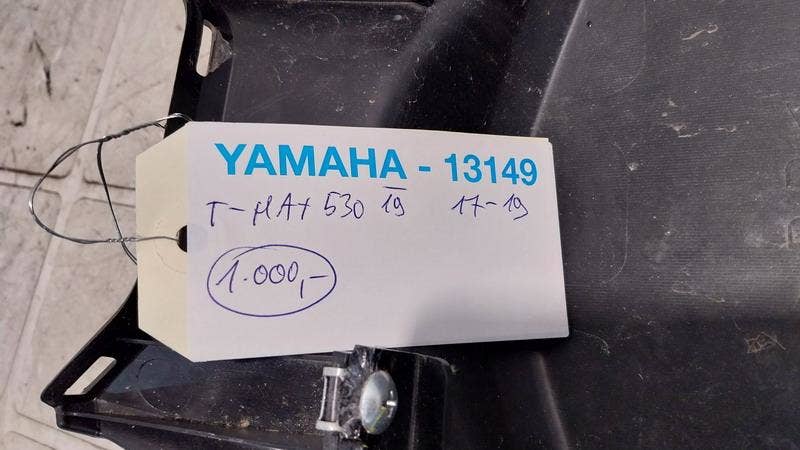 YAMAHA - 13149
T-MAX 530 19 17-19
1.000,-